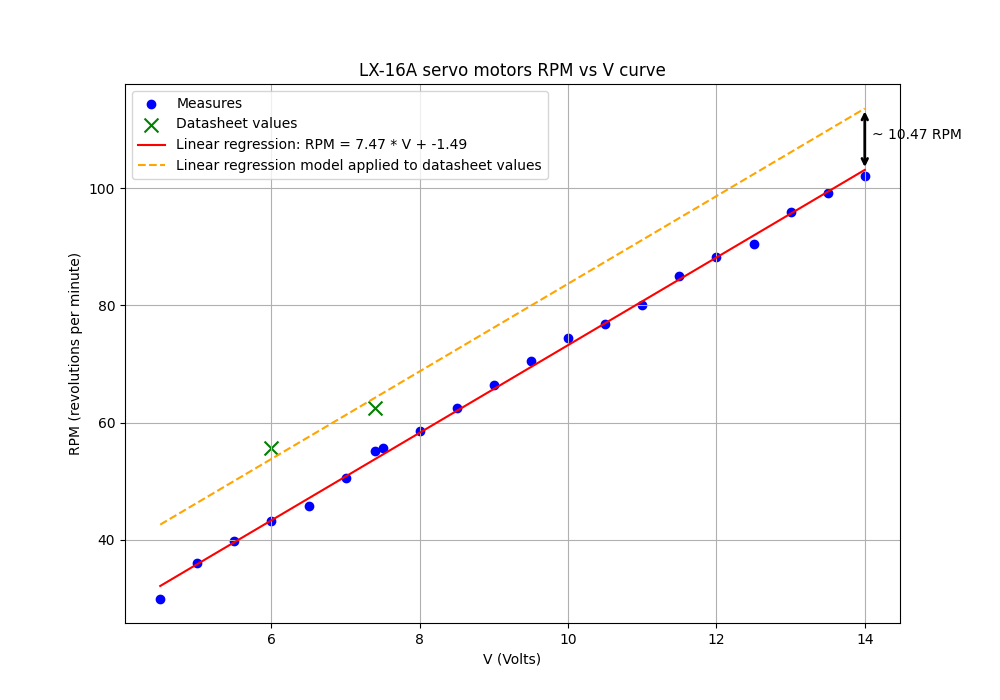 LX-16A servo motors RPM vs V curve
Measures
Datasheet values
Linear regression: RPM = 7.47 * V + -1.49
Linear regression model applied to datasheet values
~ 10.47 RPM
RPM (revolutions per minute)
100
80
60
40
6 8 10 12 14
V (Volts)